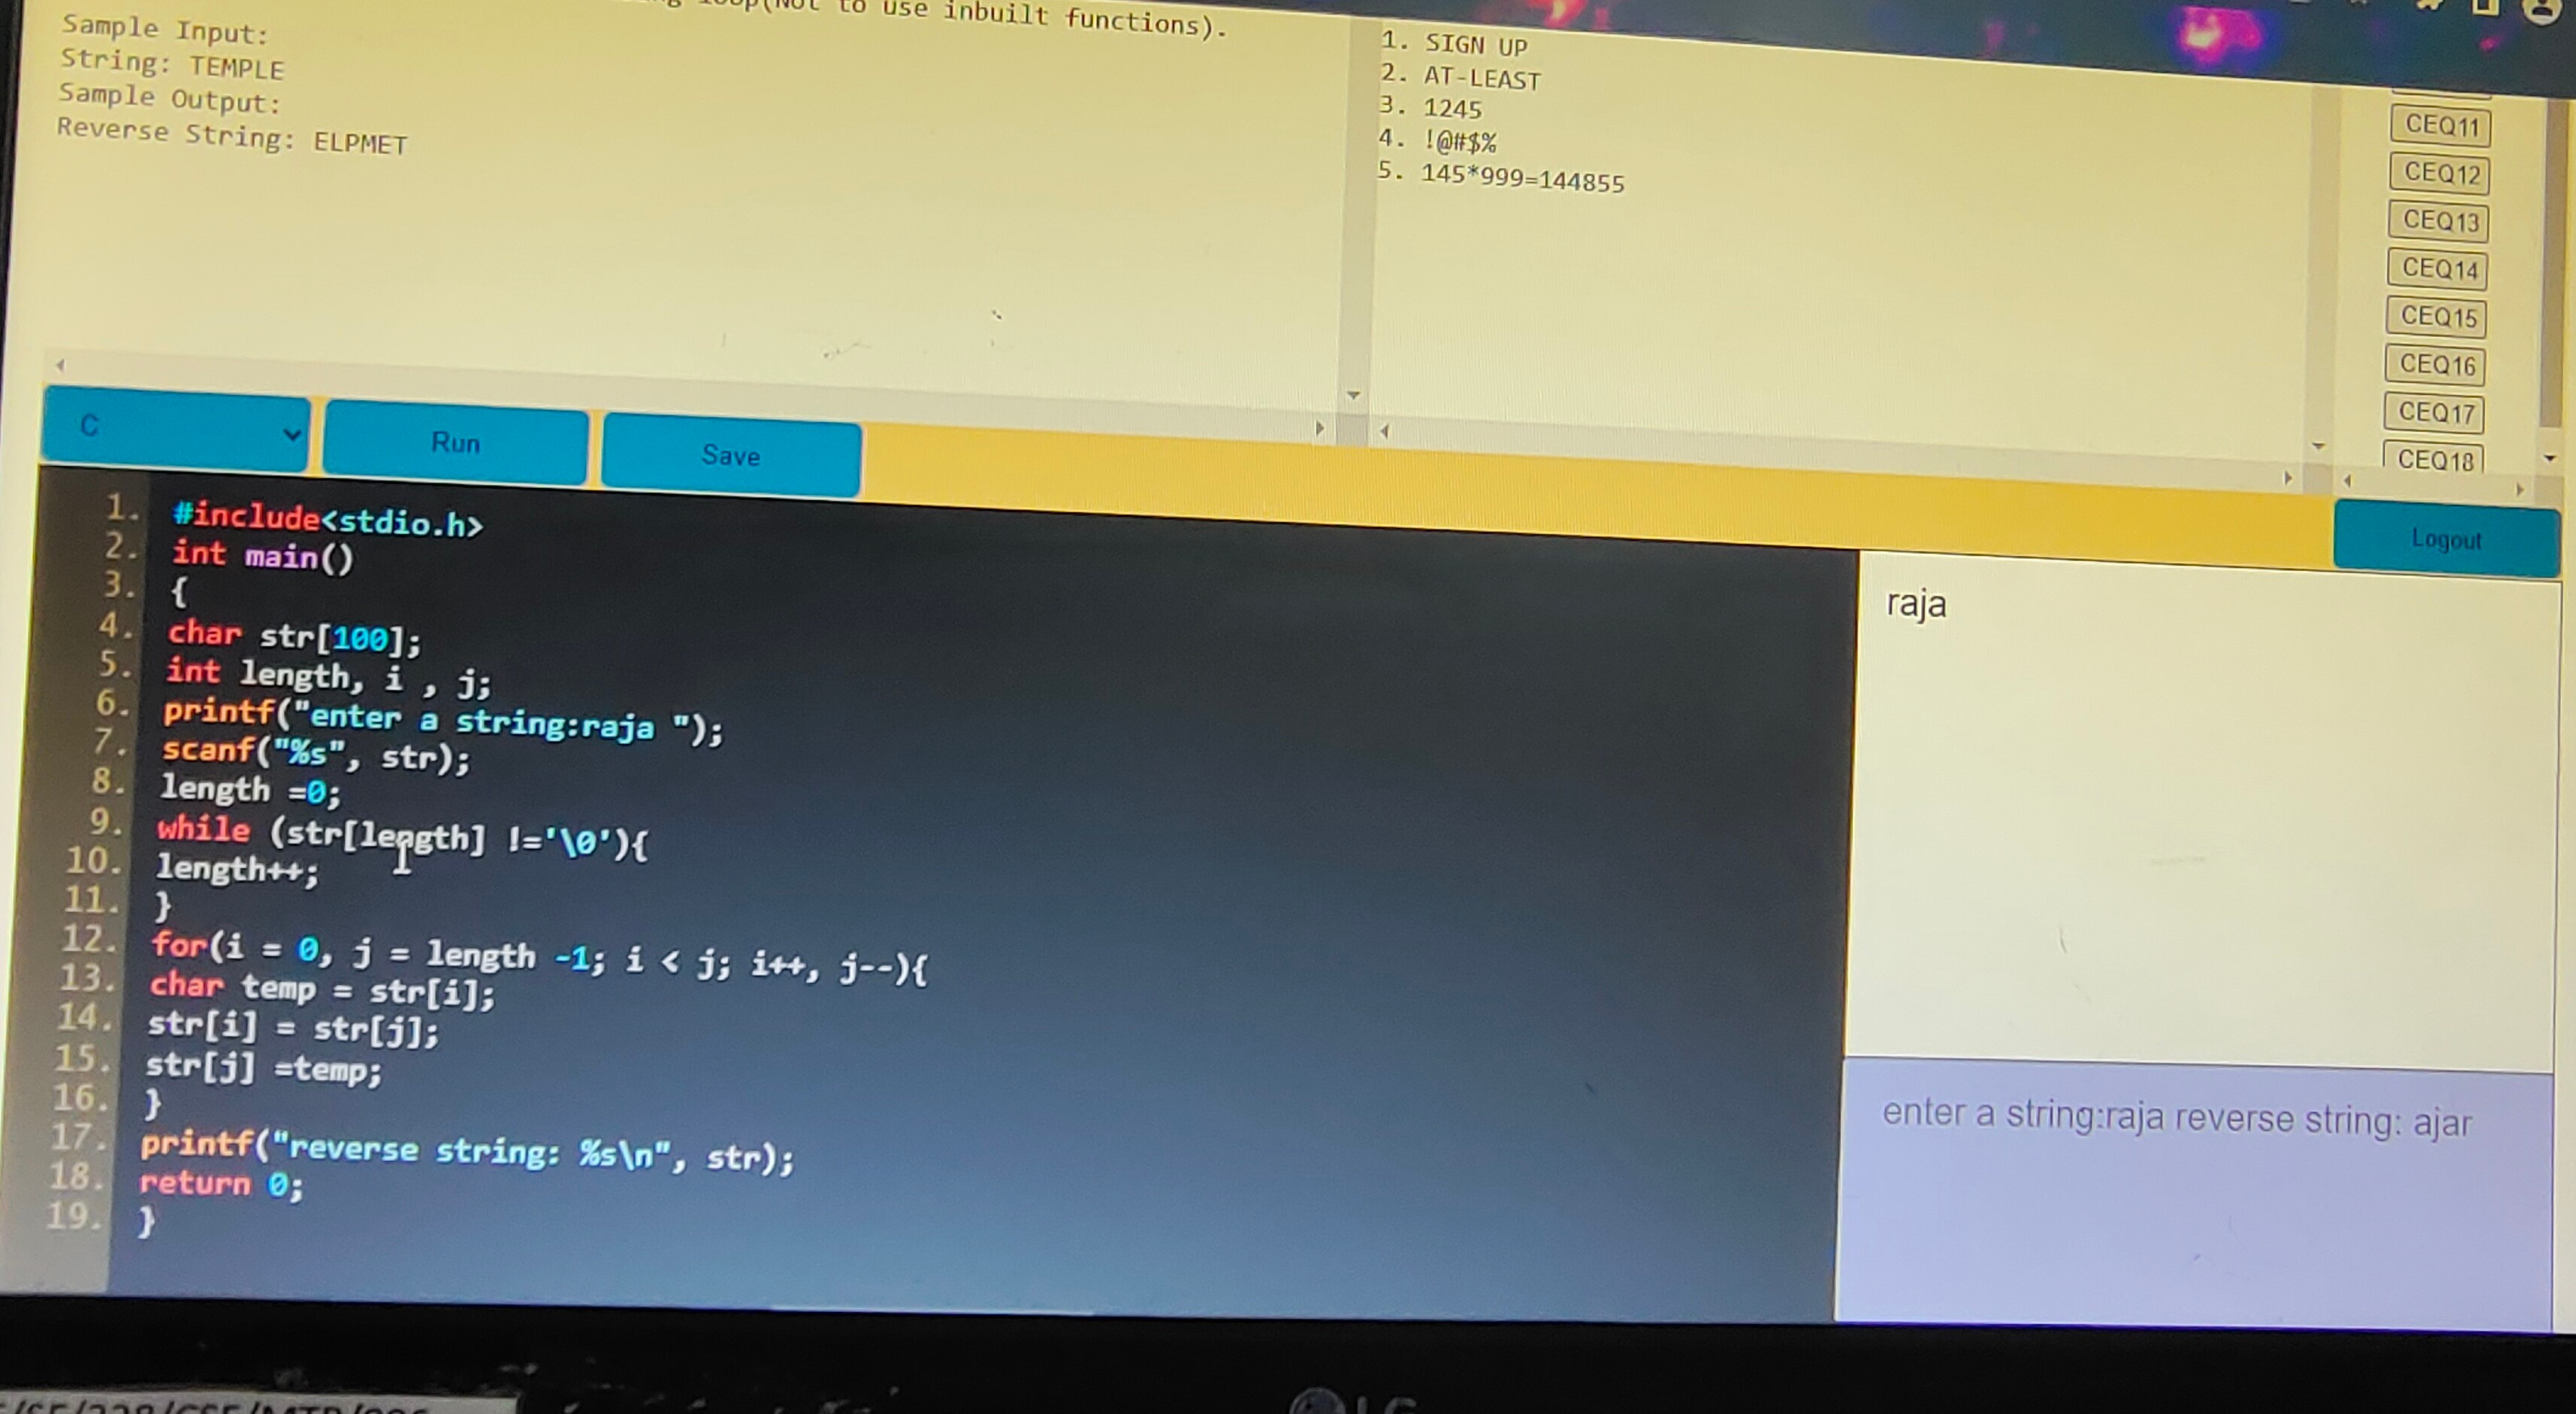 loop(Not to use inbuilt functions).
Sample Input:
String: TEMPLE
Sample Output:
Reverse String: ELPMET
1. SIGN UP
2. AT-LEAST
3. 1245
4. !@#$%
5. 145*999=144855
CEQ11
CEQ12
CEQ13
CEQ14
CEQ15
CEQ16
CEQ17
CEQ18
C
Run
Save
Logout
1. #include<stdio.h>
2. int main()
3. {
4. char str[100];
5. int length, i , j;
6. printf("enter a string:raja ");
7. scanf("%s", str);
8. length =0;
9. while (str[length] !='\0'){
10. length++;
11. }
12. for(i = 0, j = length -1; i < j; i++, j--){
13. char temp = str[i];
14. str[i] = str[j];
15. str[j] =temp;
16. }
17. printf("reverse string: %s\n", str);
18. return 0;
19. }
raja
enter a string:raja reverse string: ajar